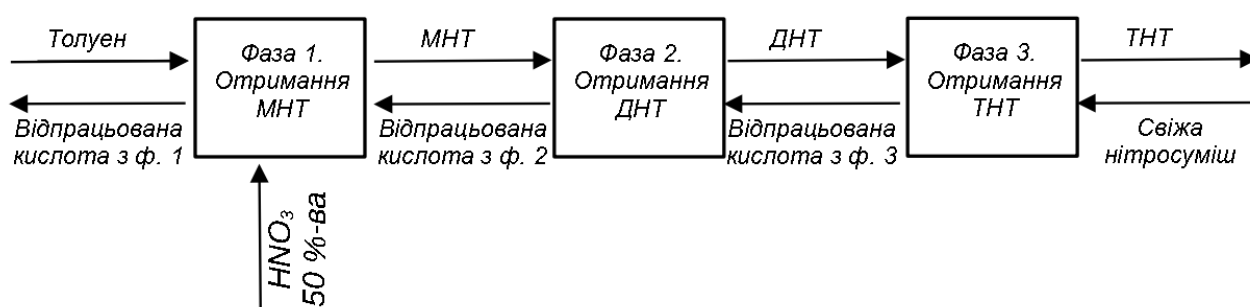 Толуен
Фаза 1.
Отримання
МНТ
МНТ
Фаза 2.
Отримання
ДНТ
ДНТ
Фаза 3.
Отримання
ТНТ
ТНТ
Відпрацьована
кислота з ф. 1
Відпрацьована
кислота з ф. 2
Відпрацьована
кислота з ф. 3
Свіжа
нітросуміш
HNO₃
50 %-ва